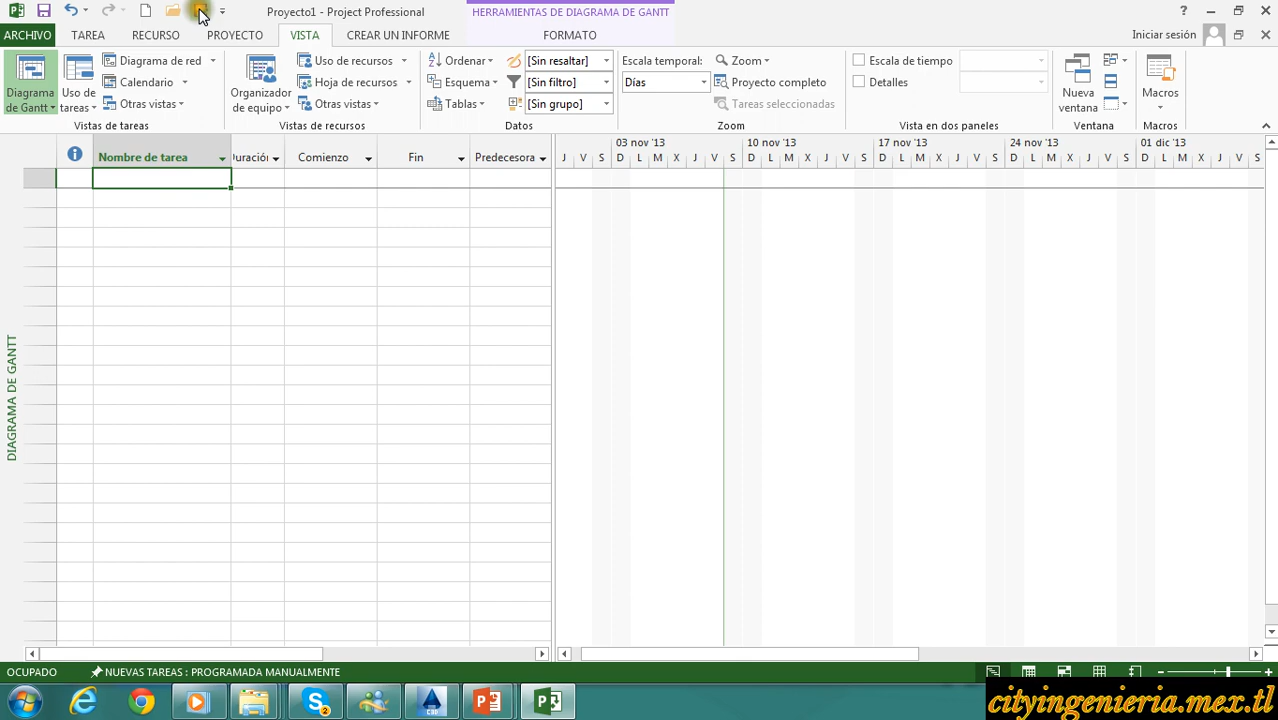 Proyecto1 - Project Professional
HERRAMIENTAS DE DIAGRAMA DE GANTT
ARCHIVO TAREA RECURSO PROYECTO VISTA CREAR UN INFORME FORMATO Iniciar sesión
Diagrama de Gantt
Uso de tareas
Diagrama de red
Calendario
Otras vistas
Vistas de tareas
Organizador de equipo
Uso de recursos
Hoja de recursos
Otras vistas
Vistas de recursos
Ordenar
Esquema
Tablas
[Sin resaltar]
[Sin filtro]
[Sin grupo]
Datos
Escala temporal:
Días
Zoom
Proyecto completo
Tareas seleccionadas
Zoom
Escala de tiempo
Detalles
Vista en dos paneles
Nueva ventana
Ventana
Macros
Macros
Nombre de tarea Duración Comienzo Fin Predecesora
03 nov '13 10 nov '13 17 nov '13 24 nov '13 01 dic '13
J V S D L M X J V S D L M X J V S D L M X J V S D L M X J V S D L M X J V S
DIAGRAMA DE GANTT
OCUPADO NUEVAS TAREAS : PROGRAMADA MANUALMENTE
cityingenieria.mex.tl